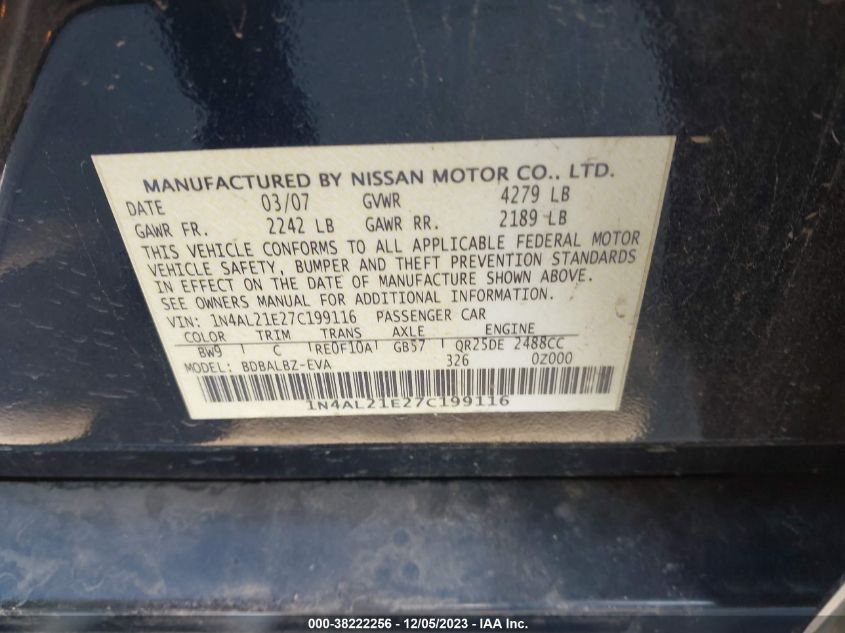 MANUFACTURED BY NISSAN MOTOR CO., LTD.
DATE 03/07 GVWR 4279 LB
GAWR FR. 2242 LB GAWR RR. 2189 LB
THIS VEHICLE CONFORMS TO ALL APPLICABLE FEDERAL MOTOR
VEHICLE SAFETY, BUMPER AND THEFT PREVENTION STANDARDS
IN EFFECT ON THE DATE OF MANUFACTURE SHOWN ABOVE.
SEE OWNERS MANUAL FOR ADDITIONAL INFORMATION.
VIN: 1N4AL21E27C199116 PASSENGER CAR
COLOR TRIM TRANS AXLE ENGINE
BW9 C RE0F10A GB57 QR25DE 2488CC
MODEL: BDBALBZ-EVA 326 0Z000
1N4AL21E27C199116
000-38222256 - 12/05/2023 - IAA Inc.